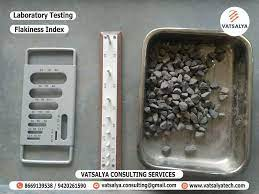 Laboratory Testing
Flakiness Index
VATSALYA
VATSALYA CONSULTING SERVICES
8669139538 / 9420261590
vatsalya.consulting@gmail.com
www.vatsalyatech.com